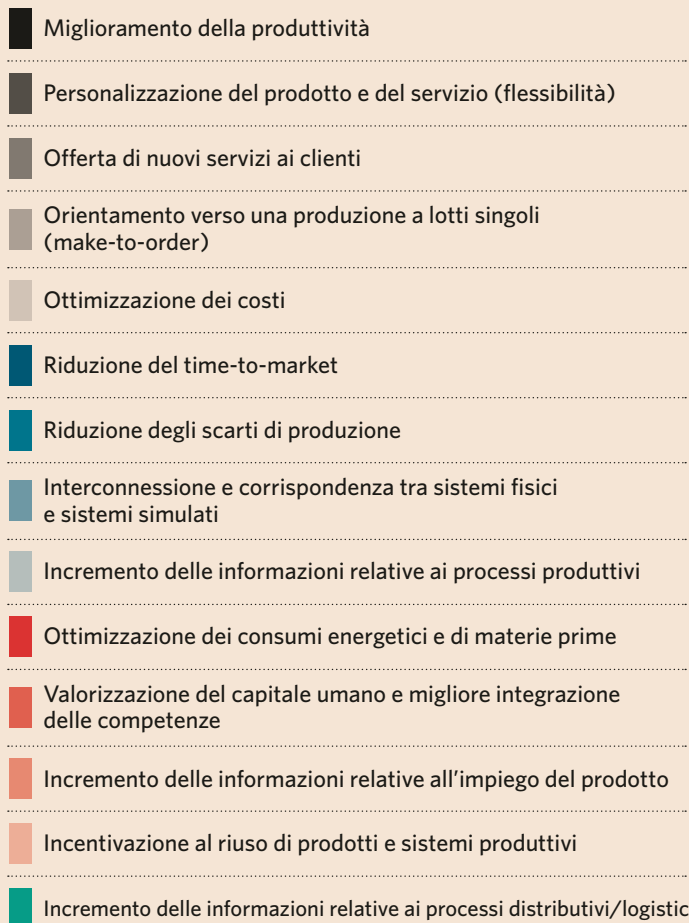 Miglioramento della produttività
Personalizzazione del prodotto e del servizio (flessibilità)
Offerta di nuovi servizi ai clienti
Orientamento verso una produzione a lotti singoli
(make-to-order)
Ottimizzazione dei costi
Riduzione del time-to-market
Riduzione degli scarti di produzione
Interconnessione e corrispondenza tra sistemi fisici
e sistemi simulati
Incremento delle informazioni relative ai processi produttivi
Ottimizzazione dei consumi energetici e di materie prime
Valorizzazione del capitale umano e migliore integrazione
delle competenze
Incremento delle informazioni relative all'impiego del prodotto
Incentivazione al riuso di prodotti e sistemi produttivi
Incremento delle informazioni relative ai processi distributivi/logistic